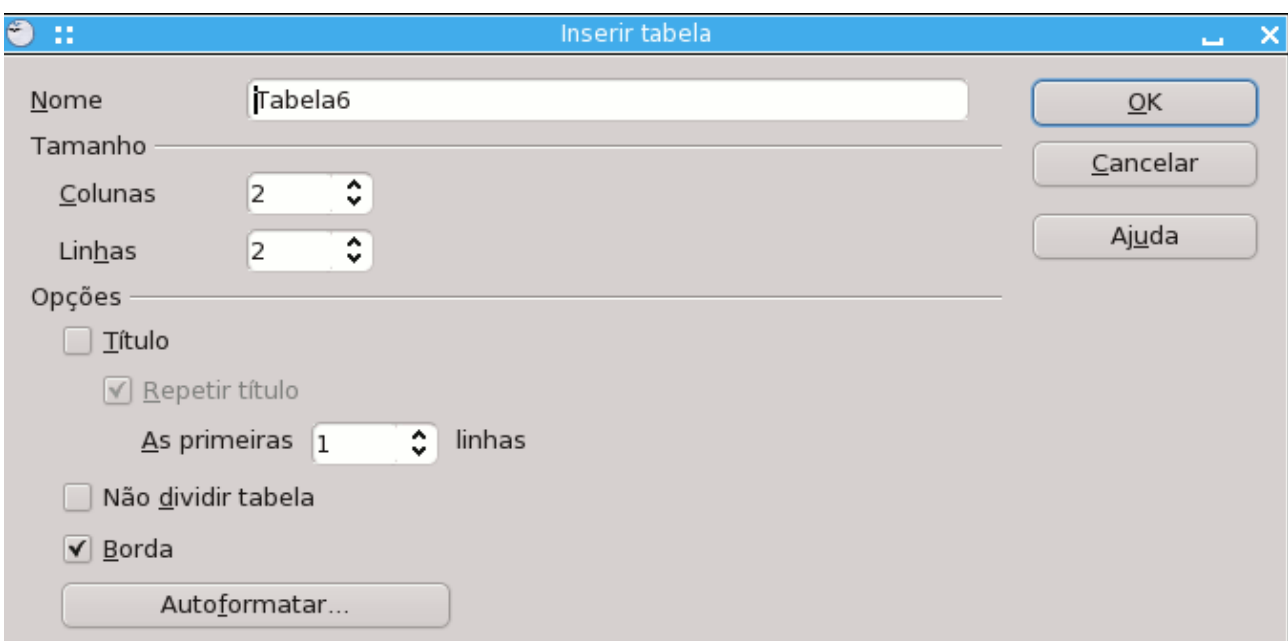 Inserir tabela
Nome Tabela6 OK
Tamanho
Cancelar
Colunas 2
Ajuda
Linhas 2
Opções
Título
Repetir título
As primeiras 1 linhas
Não dividir tabela
Borda
Autoformatar...